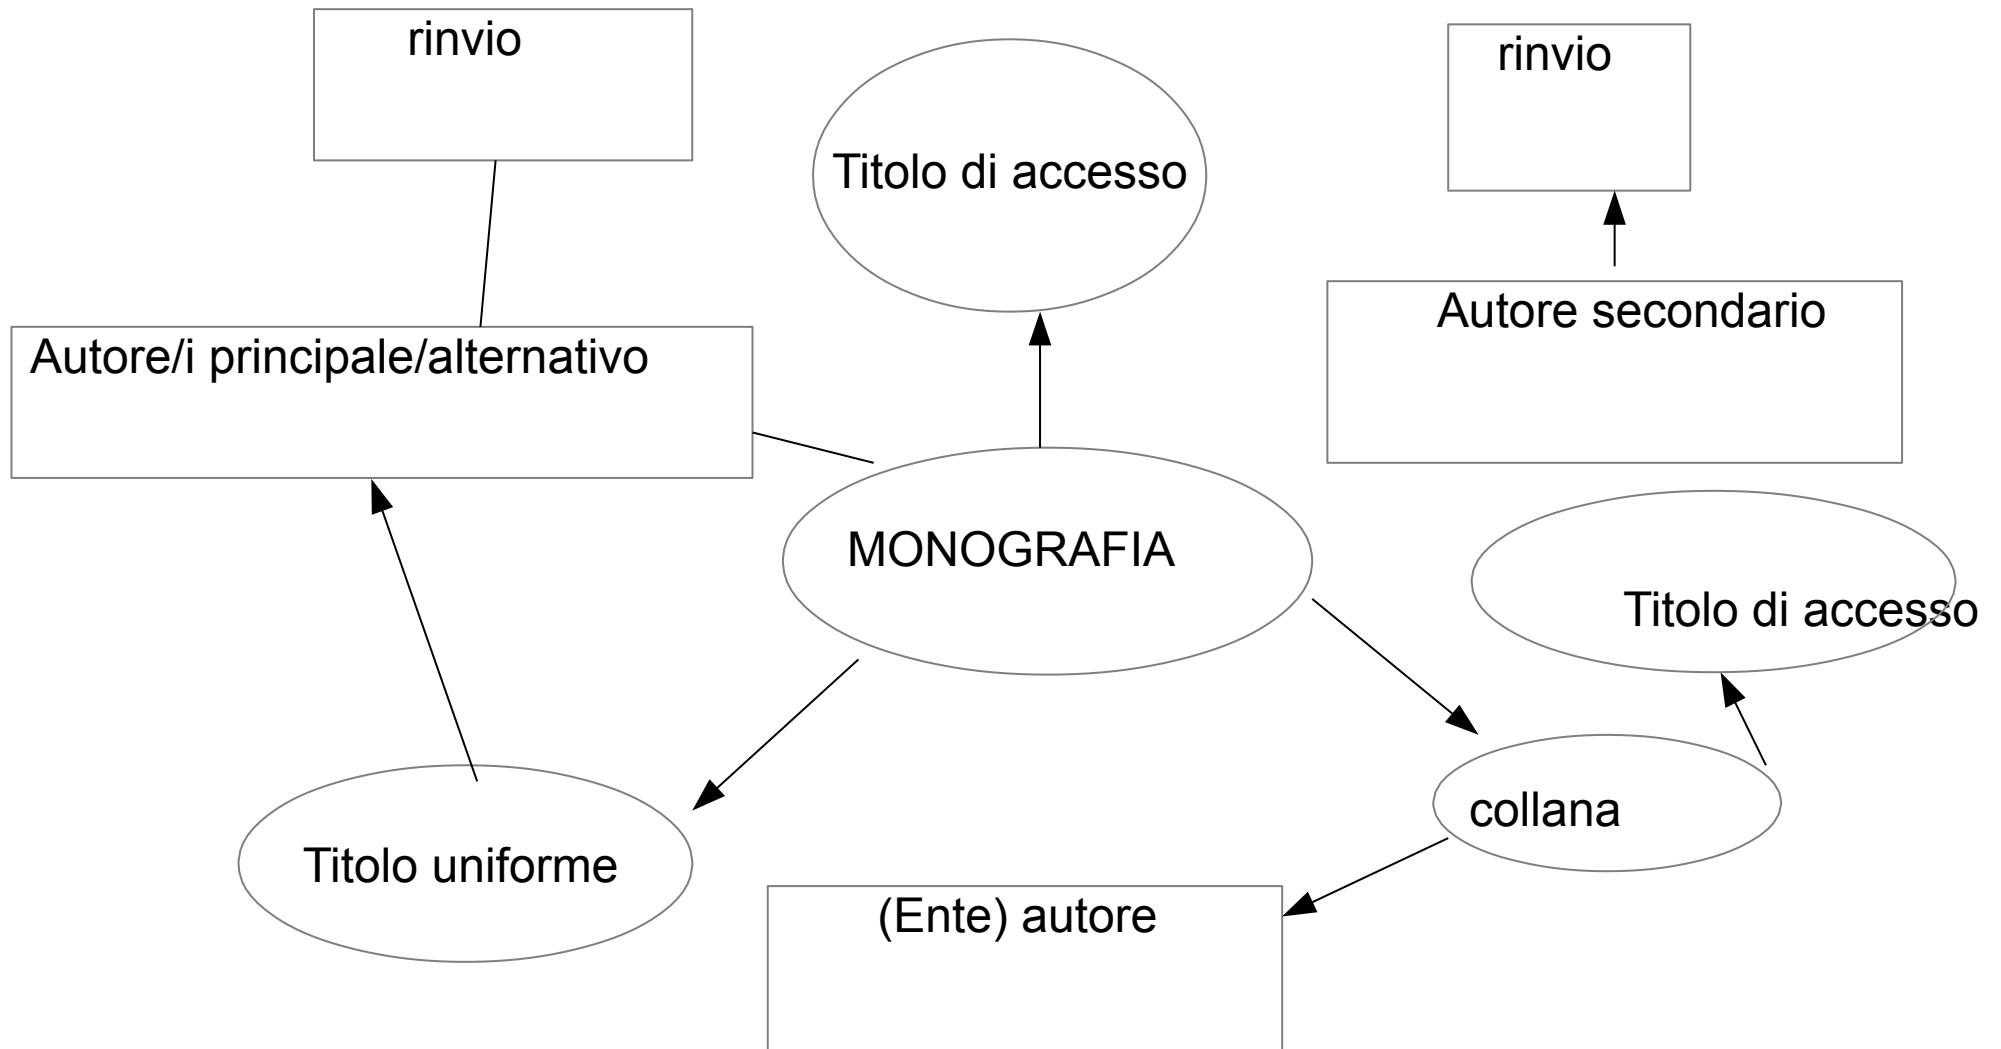 rinvio
rinvio
Titolo di accesso
Autore secondario
Autore/i principale/alternativo
MONOGRAFIA
Titolo di accesso
collana
Titolo uniforme
(Ente) autore